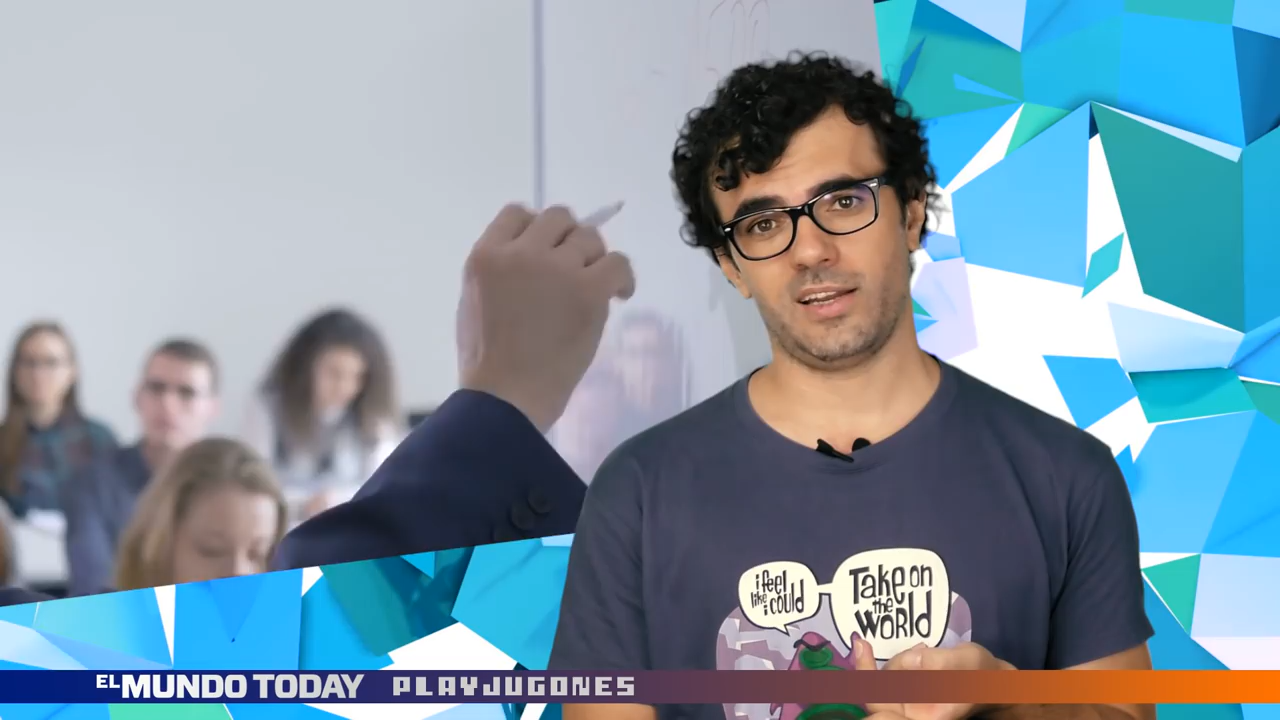 i feel
like
i could
Take on
the
WORLD
EL MUNDO TODAY PLAYJUGONES